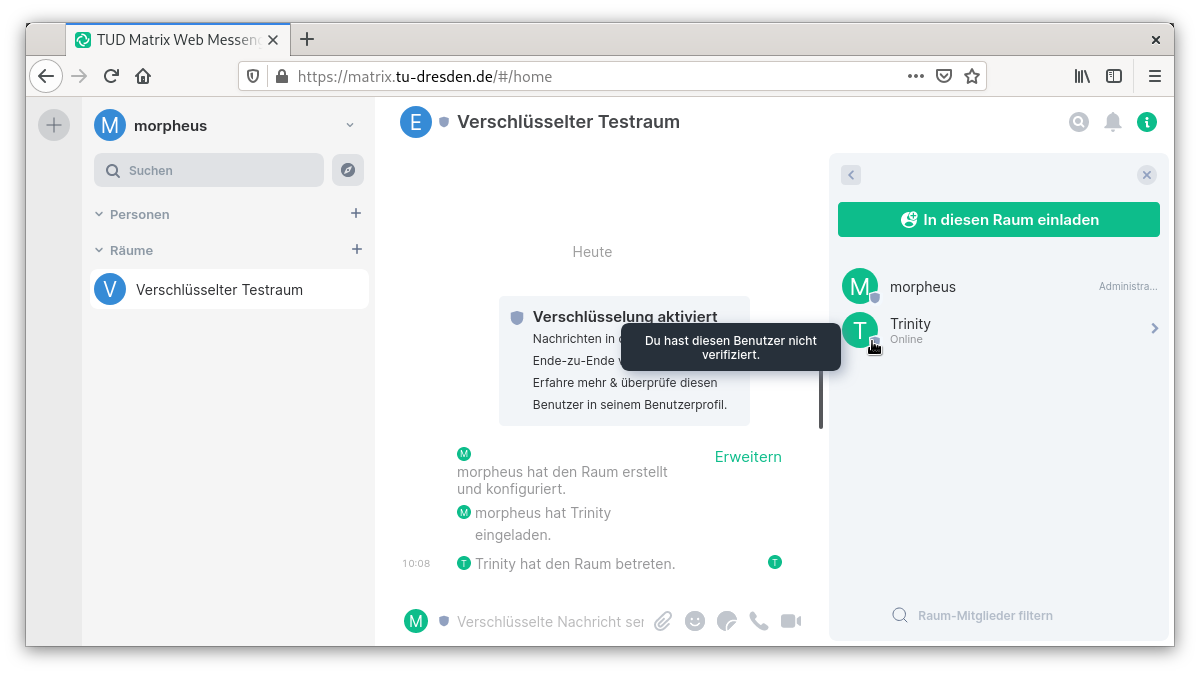 TUD Matrix Web Messeng
https://matrix.tu-dresden.de/#/home
M morpheus
Suchen
Personen
Räume
V Verschlüsselter Testraum
E Verschlüsselter Testraum
Heute
Verschlüsselung aktiviert
Nachrichten in
Ende-zu-Ende
Erfahre mehr & überprüfe diesen
Benutzer in seinem Benutzerprofil.
Du hast diesen Benutzer nicht
verifiziert.
M
Erweitern
morpheus hat den Raum erstellt
und konfiguriert.
M morpheus hat Trinity
eingeladen.
10:08 T Trinity hat den Raum betreten. T
M Verschlüsselte Nachricht ser
In diesen Raum einladen
M morpheus Administra...
T Trinity
Online
Raum-Mitglieder filtern